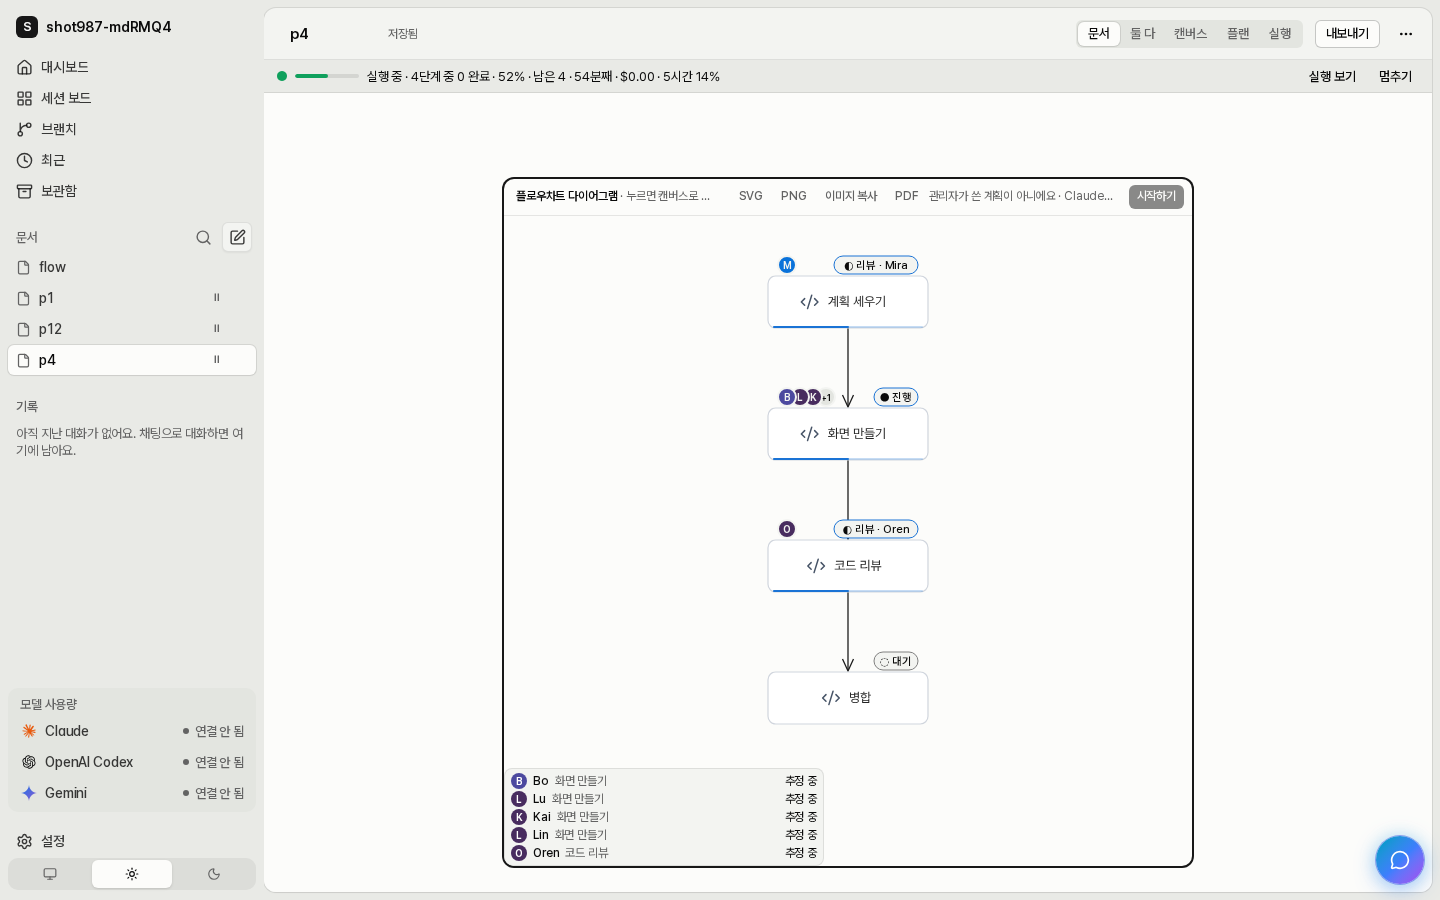 S shot987-mdRMQ4
대시보드
세션 보드
브랜치
최근
보관함
문서
flow
p1
p12
p4
기록
아직 지난 대화가 없어요. 채팅으로 대화하면 여
기에 남아요.
모델 사용량
Claude 연결 안 됨
OpenAI Codex 연결 안 됨
Gemini 연결 안 됨
설정
p4 저장됨 문서 둘 다 캔버스 플랜 실행 내보내기
실행 중 · 4단계 중 0 완료 · 52% · 남은 4 · 54분째 · $0.00 · 5시간 14% 실행 보기 멈추기
플로우차트 다이어그램 · 누르면 캔버스로 ... SVG PNG 이미지 복사 PDF 관리자가 쓴 계획이 아니에요 · Claude... 시작하기
M 리뷰 · Mira
계획 세우기
B L K +1 진행
화면 만들기
O 리뷰 · Oren
코드 리뷰
대기
병합
B Bo 화면 만들기 추정 중
L Lu 화면 만들기 추정 중
K Kai 화면 만들기 추정 중
L Lin 화면 만들기 추정 중
O Oren 코드 리뷰 추정 중